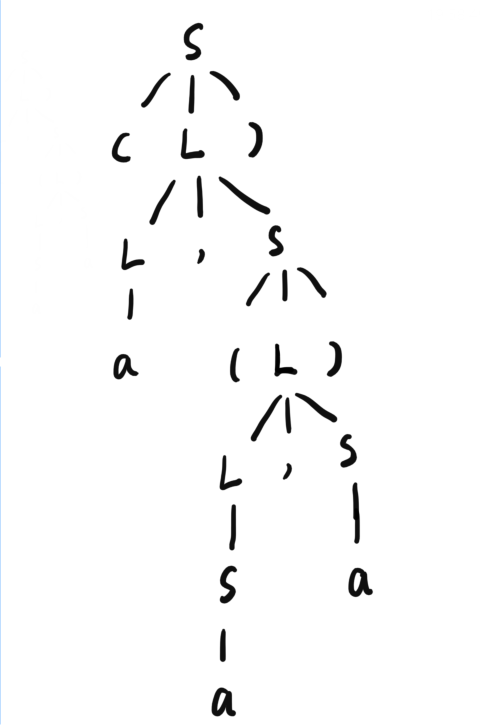 S
( L )
L , S
a ( L )
L , S
S a
a